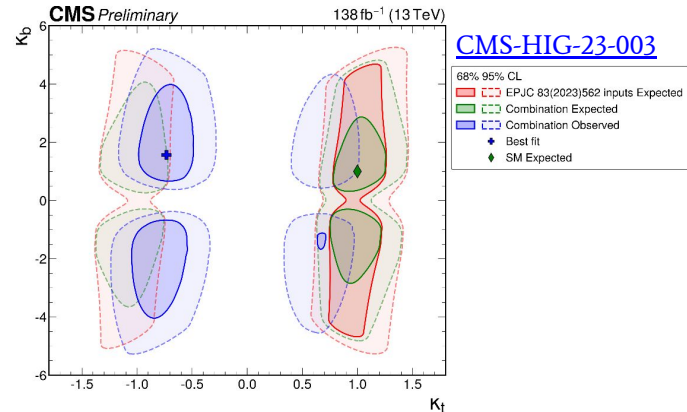 CMS Preliminary 138 fb⁻¹ (13 TeV)
κb
6
4
2
0
-2
-4
-6
-1.5 -1.0 -0.5 0.0 0.5 1.0 1.5
κt
CMS-HIG-23-003
68% 95% CL
EPJC 83(2023)562 inputs Expected
Combination Expected
Combination Observed
Best fit
SM Expected